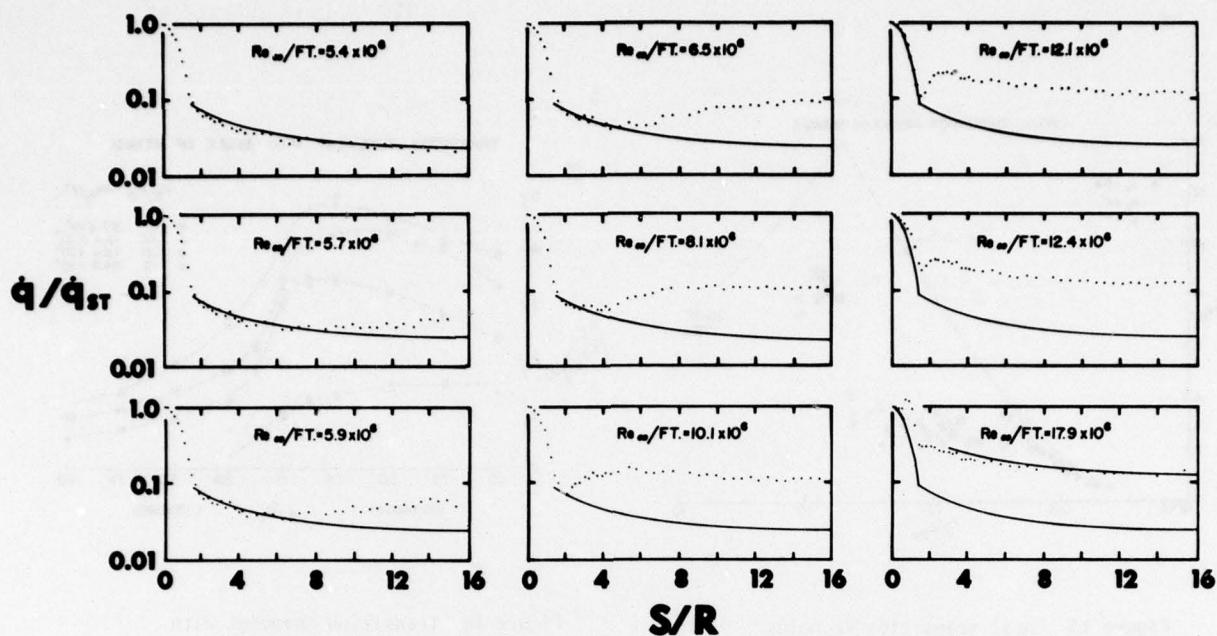 Re∞/FT.=5.4x10⁶
Re∞/FT.=6.5x10⁶
Re∞/FT.=12.1x10⁶
1.0
0.1
0.01
Re∞/FT.=5.7x10⁶
Re∞/FT.=8.1x10⁶
Re∞/FT.=12.4x10⁶
1.0
0.1
0.01
q̇/q̇ST
Re∞/FT.=5.9x10⁶
Re∞/FT.=10.1x10⁶
Re∞/FT.=17.9x10⁶
1.0
0.1
0.01
0 4 8 12 16
0 4 8 12 16
0 4 8 12 16
S/R